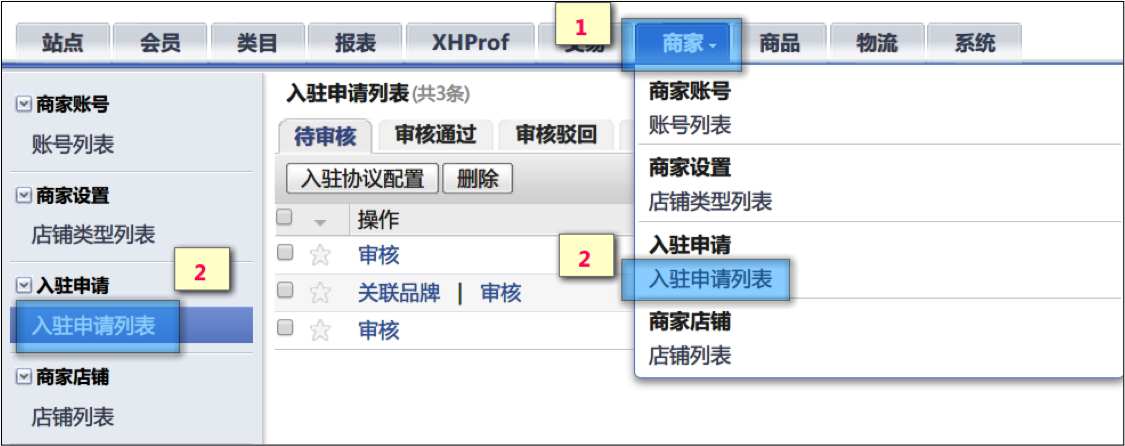 1
站点 会员 类目 报表 XHProf 交易 商家 商品 物流 系统
商家账号
账号列表
商家设置
店铺类型列表
2
入驻申请
入驻申请列表
商家店铺
店铺列表
入驻申请列表(共3条)
待审核 审核通过 审核驳回
入驻协议配置 删除
操作
审核
关联品牌 | 审核
审核
商家账号
账号列表
商家设置
店铺类型列表
入驻申请
2
入驻申请列表
商家店铺
店铺列表